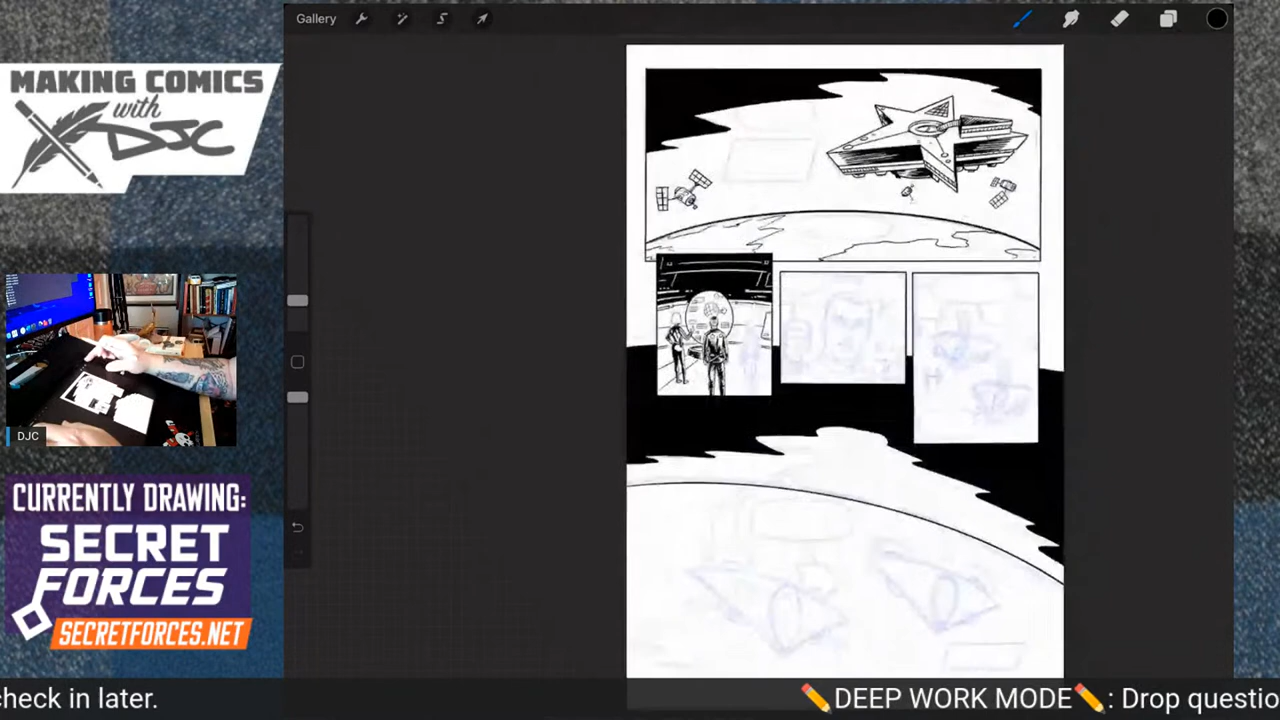 Gallery
MAKING COMICS
with
DJC
DJC
CURRENTLY DRAWING:
SECRET
FORCES
SECRETFORCES.NET
check in later.
✏️DEEP WORK MODE✏️: Drop questio